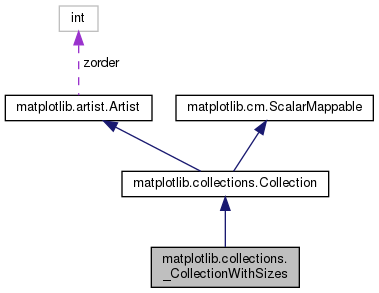 int
zorder
matplotlib.artist.Artist
matplotlib.cm.ScalarMappable
matplotlib.collections.Collection
matplotlib.collections.
_CollectionWithSizes